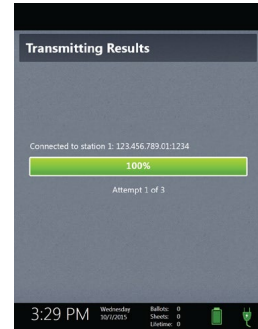 Transmitting Results
Connected to station 1: 123.456.789.01:1234
100%
Attempt 1 of 3
3:29 PM
Wednesday
10/7/2015
Ballots: 0
Sheets: 0
Lifetime: 0